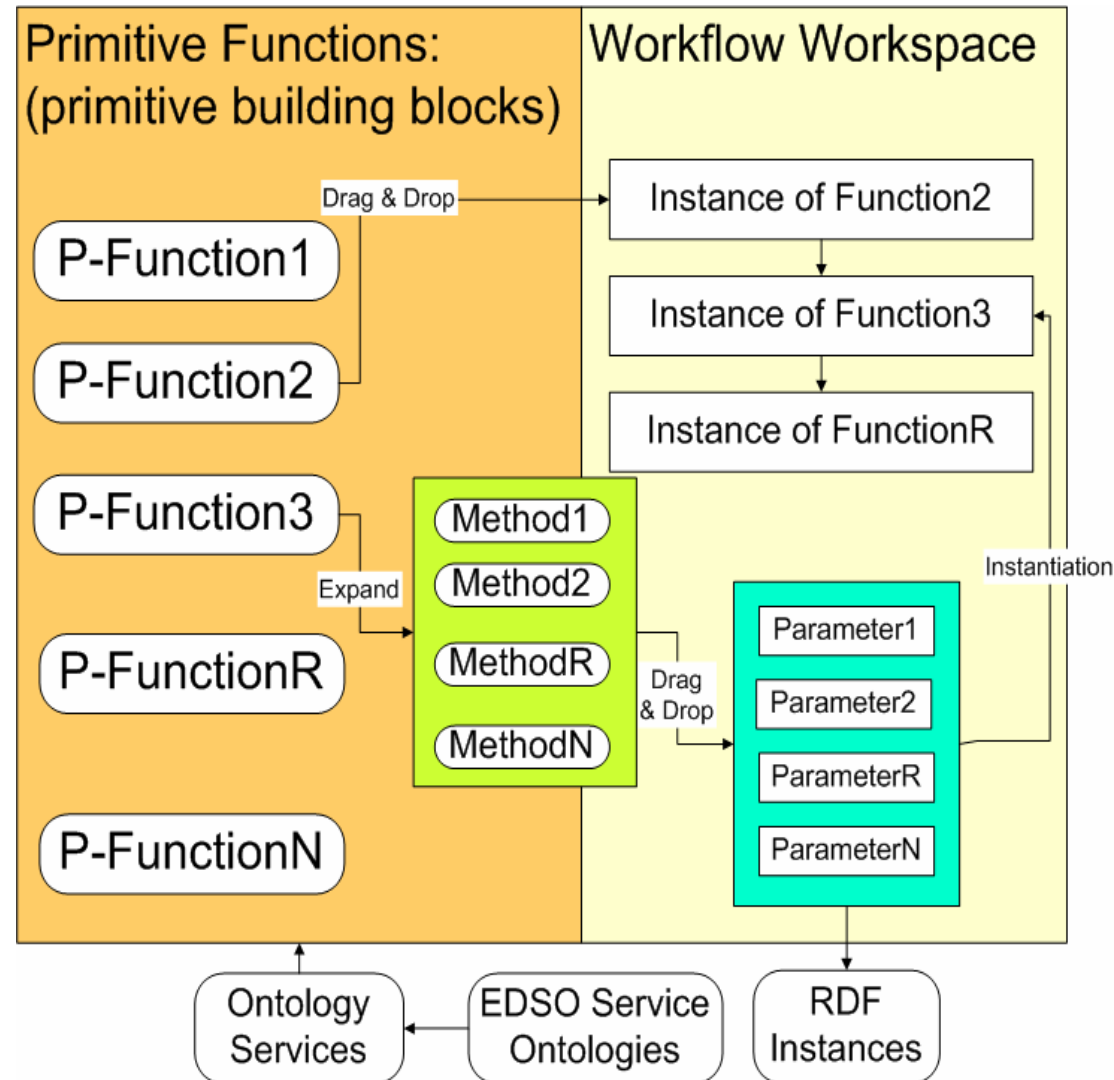 Primitive Functions:
(primitive building blocks)
Workflow Workspace
Drag & Drop
Instance of Function2
P-Function1
Instance of Function3
P-Function2
Instance of FunctionR
P-Function3
Method1
Instantiation
Expand
Method2
Parameter1
P-FunctionR
MethodR
Drag
& Drop
Parameter2
MethodN
ParameterR
P-FunctionN
ParameterN
Ontology
Services
EDSO Service
Ontologies
RDF
Instances